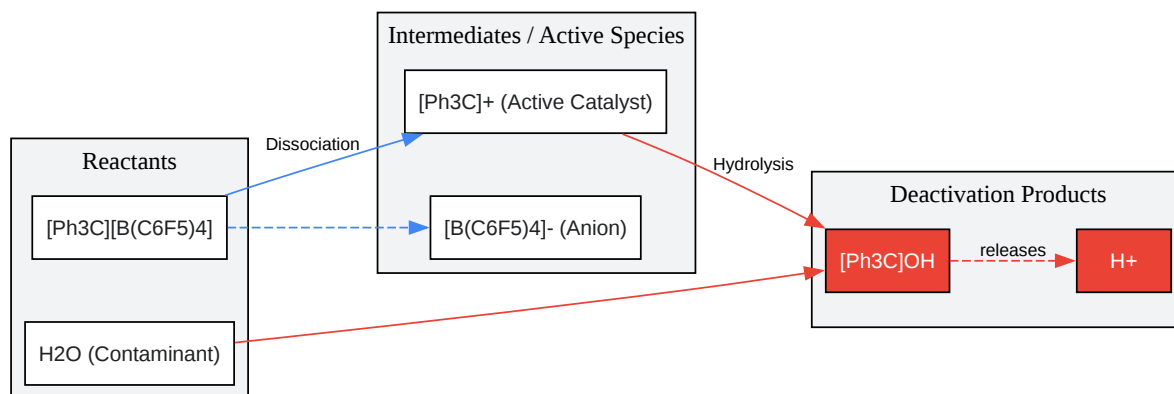 Intermediates / Active Species
[Ph3C]+ (Active Catalyst)
Dissociation
Hydrolysis
Reactants
Deactivation Products
[Ph3C][B(C6F5)4]
[B(C6F5)4]- (Anion)
[Ph3C]OH
releases
H+
H2O (Contaminant)